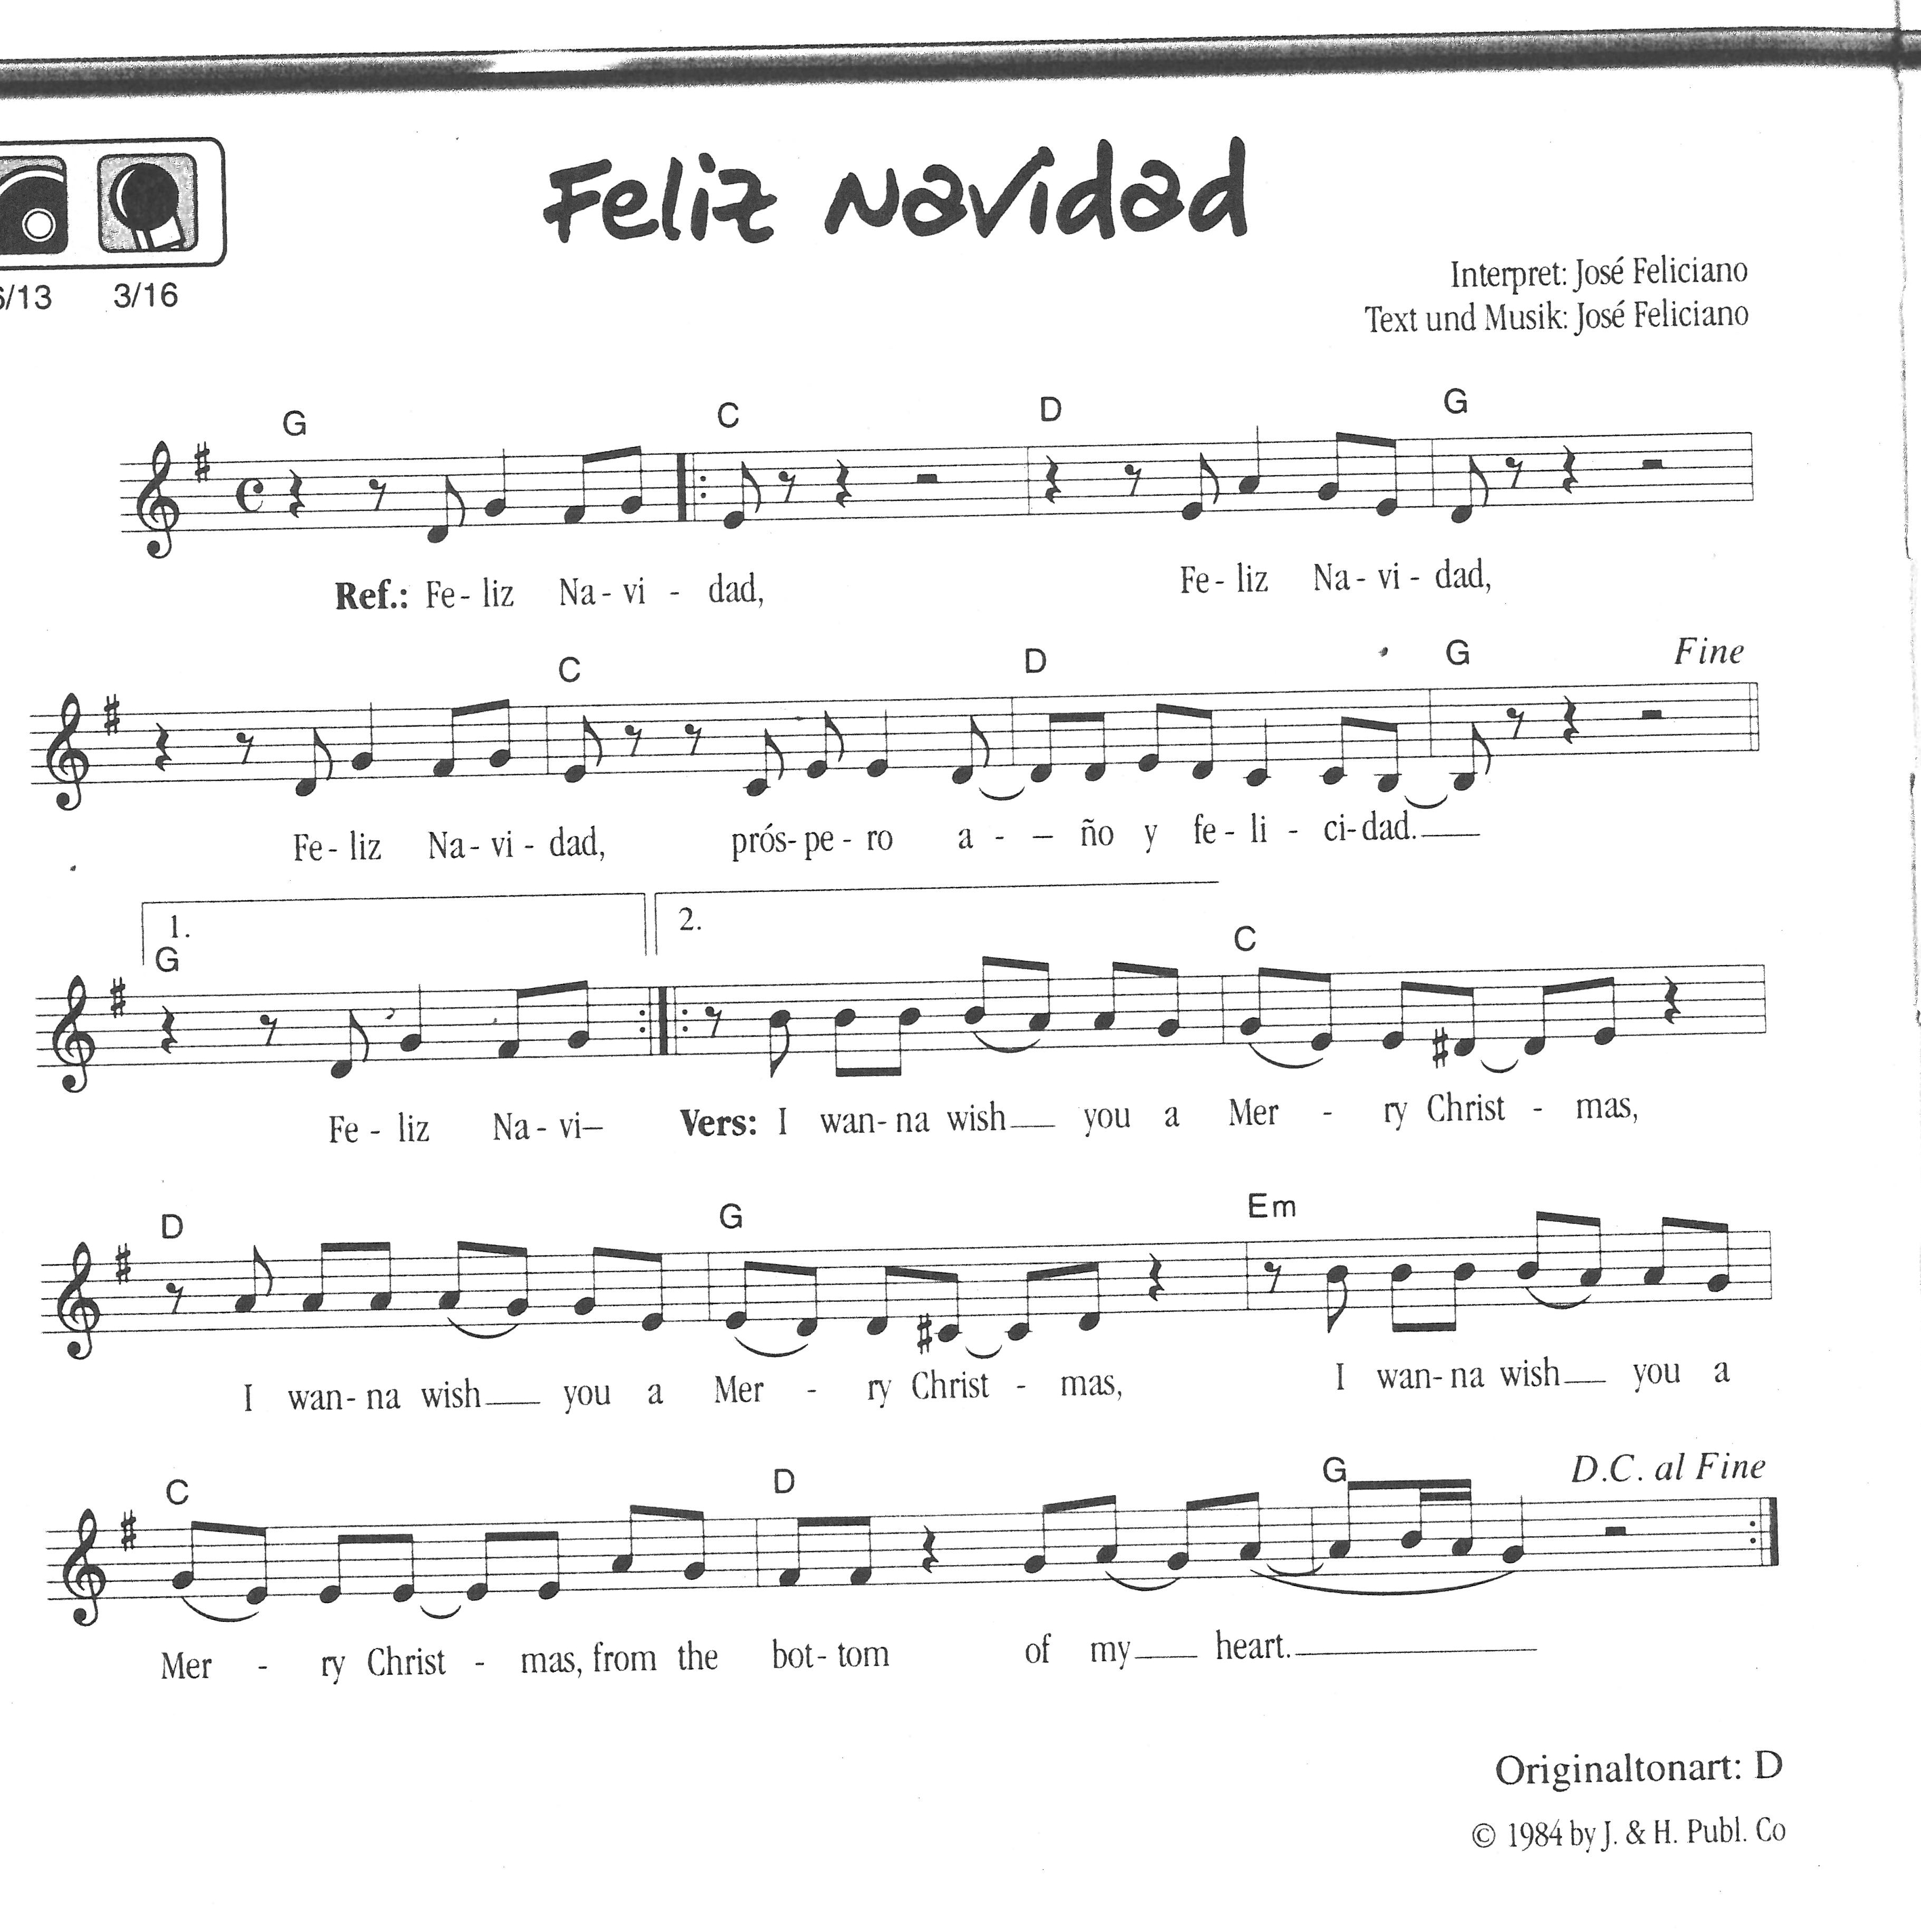 Feliz Navidad
6/13 3/16
Interpret: José Feliciano
Text und Musik: José Feliciano
G C D G
Ref.: Fe- liz Na- vi - dad, Fe- liz Na- vi - dad,
C D G Fine
Fe- liz Na- vi - dad, prós- pe - ro a - – ño y fe - li - ci-dad.
1. 2.
G C
Fe - liz Na - vi– Vers: I wan- na wish you a Mer - ry Christ - mas,
D G Em
I wan- na wish you a Mer - ry Christ - mas, I wan- na wish you a
C D G D.C. al Fine
Mer - ry Christ - mas, from the bot- tom of my heart.
Originaltonart: D
© 1984 by J. & H. Publ. Co